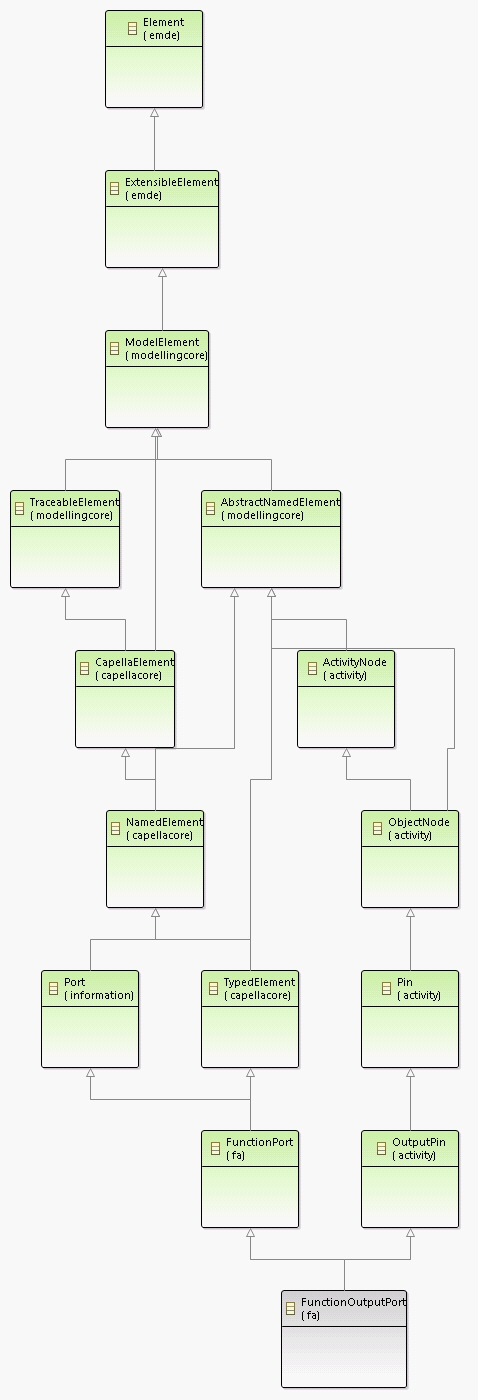 Element
( emde)
ExtensibleElement
( emde)
ModelElement
( modellingcore)
TraceableElement
( modellingcore)
AbstractNamedElement
( modellingcore)
CapellaElement
( capellacore)
ActivityNode
( activity)
NamedElement
( capellacore)
ObjectNode
( activity)
Port
( information)
TypedElement
( capellacore)
Pin
( activity)
FunctionPort
( fa)
OutputPin
( activity)
FunctionOutputPort
( fa)